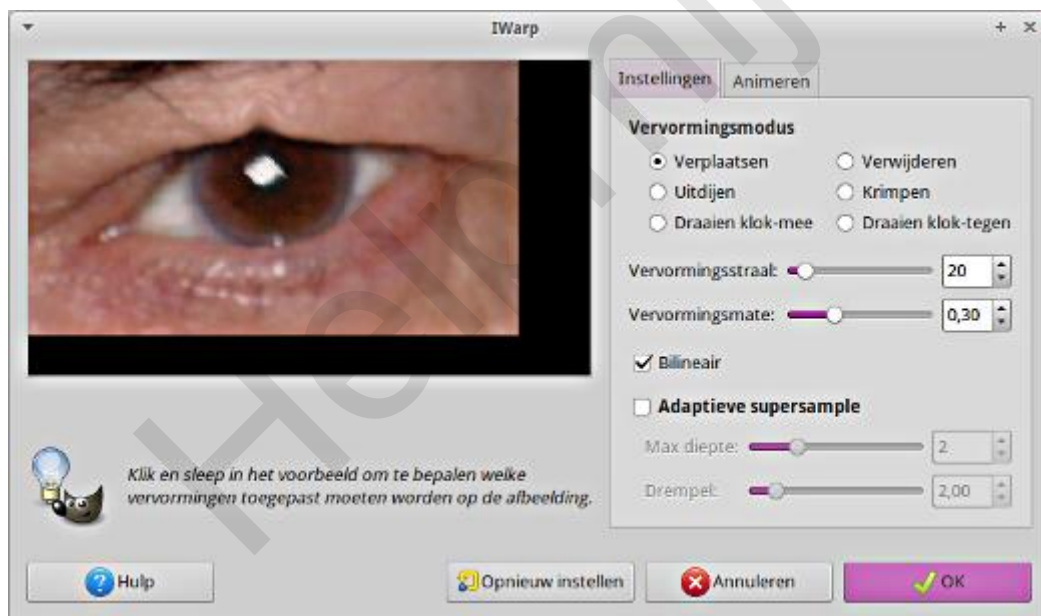 IWarp
Instellingen Animeren
Vervormingsmodus
Verplaatsen Verwijderen
Uitdijen Krimpen
Draaien klok-mee Draaien klok-tegen
Vervormingsstraal: 20
Vervormingsmate: 0,30
Bilineair
Adaptieve supersample
Max diepte: 2
Drempel: 2,00
Klik en sleep in het voorbeeld om te bepalen welke
vervormingen toegepast moeten worden op de afbeelding.
Hulp Opnieuw instellen Annuleren OK